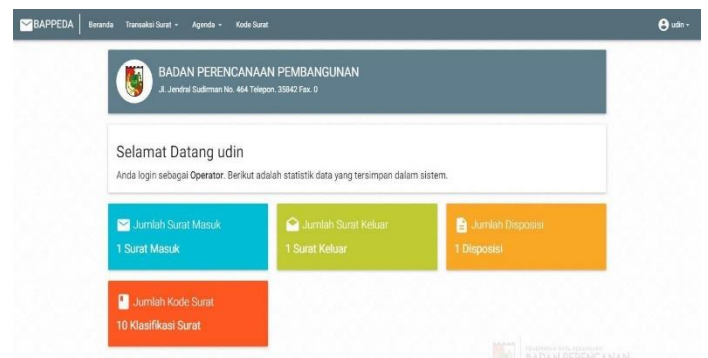 BAPPEDA
Beranda Transaksi Surat Agenda Kode Surat udin
BADAN PERENCANAAN PEMBANGUNAN
Jl. Jendral Sudirman No. 464 Telepon. 35842 Fax. 0
Selamat Datang udin
Anda login sebagai Operator. Berikut adalah statistik data yang tersimpan dalam sistem.
Jumlah Surat Masuk
1 Surat Masuk
Jumlah Surat Keluar
1 Surat Keluar
Jumlah Disposisi
1 Disposisi
Jumlah Kode Surat
10 Klasifikasi Surat
BADAN PERENCANAN